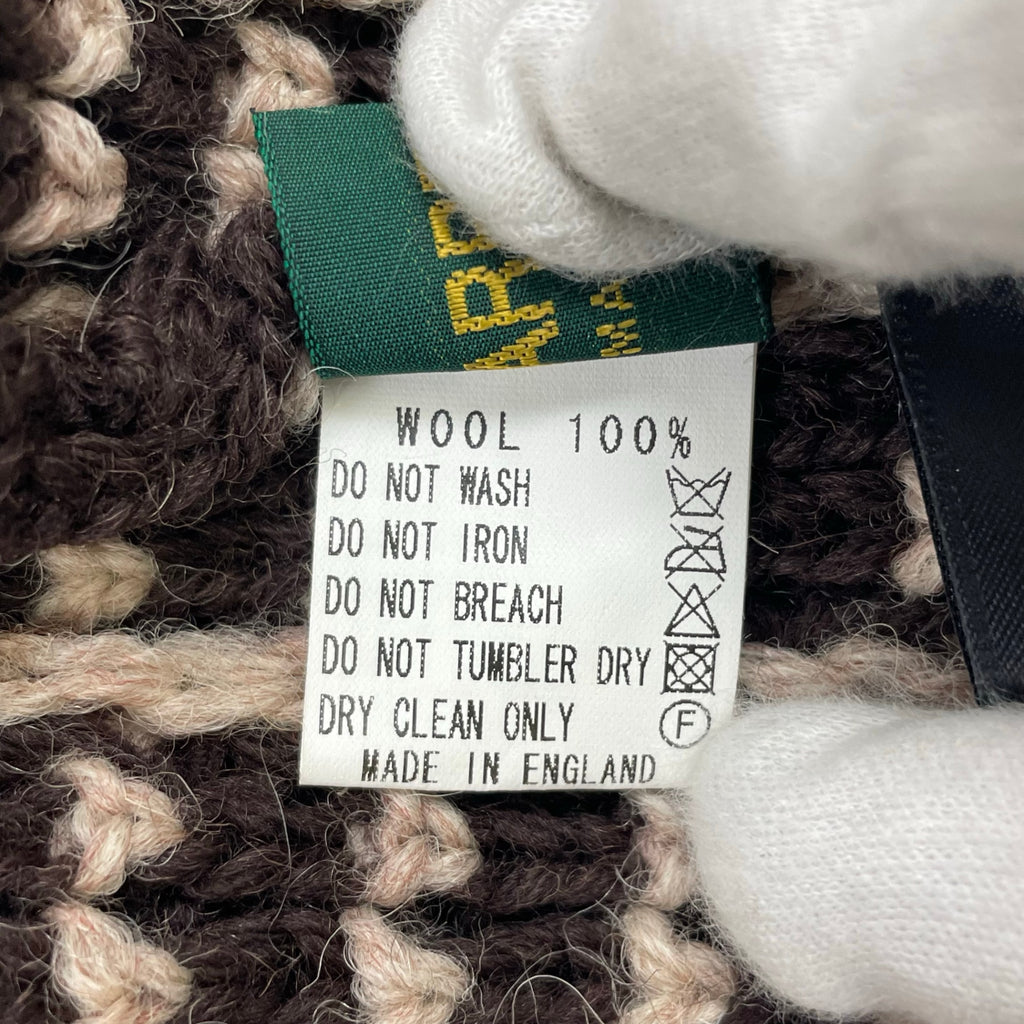 WOOL 100%
DO NOT WASH
DO NOT IRON
DO NOT BREACH
DO NOT TUMBLER DRY
DRY CLEAN ONLY F
MADE IN ENGLAND